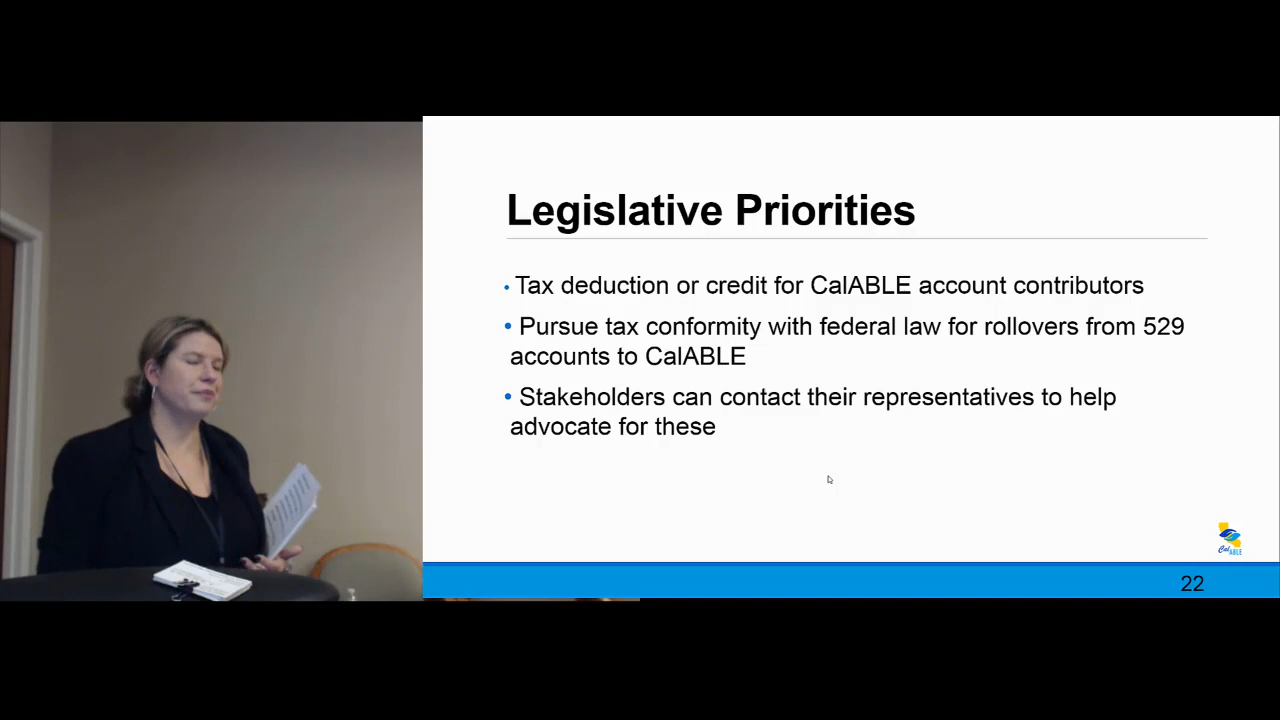 Legislative Priorities
• Tax deduction or credit for CalABLE account contributors
• Pursue tax conformity with federal law for rollovers from 529
accounts to CalABLE
• Stakeholders can contact their representatives to help
advocate for these
CalABLE
22